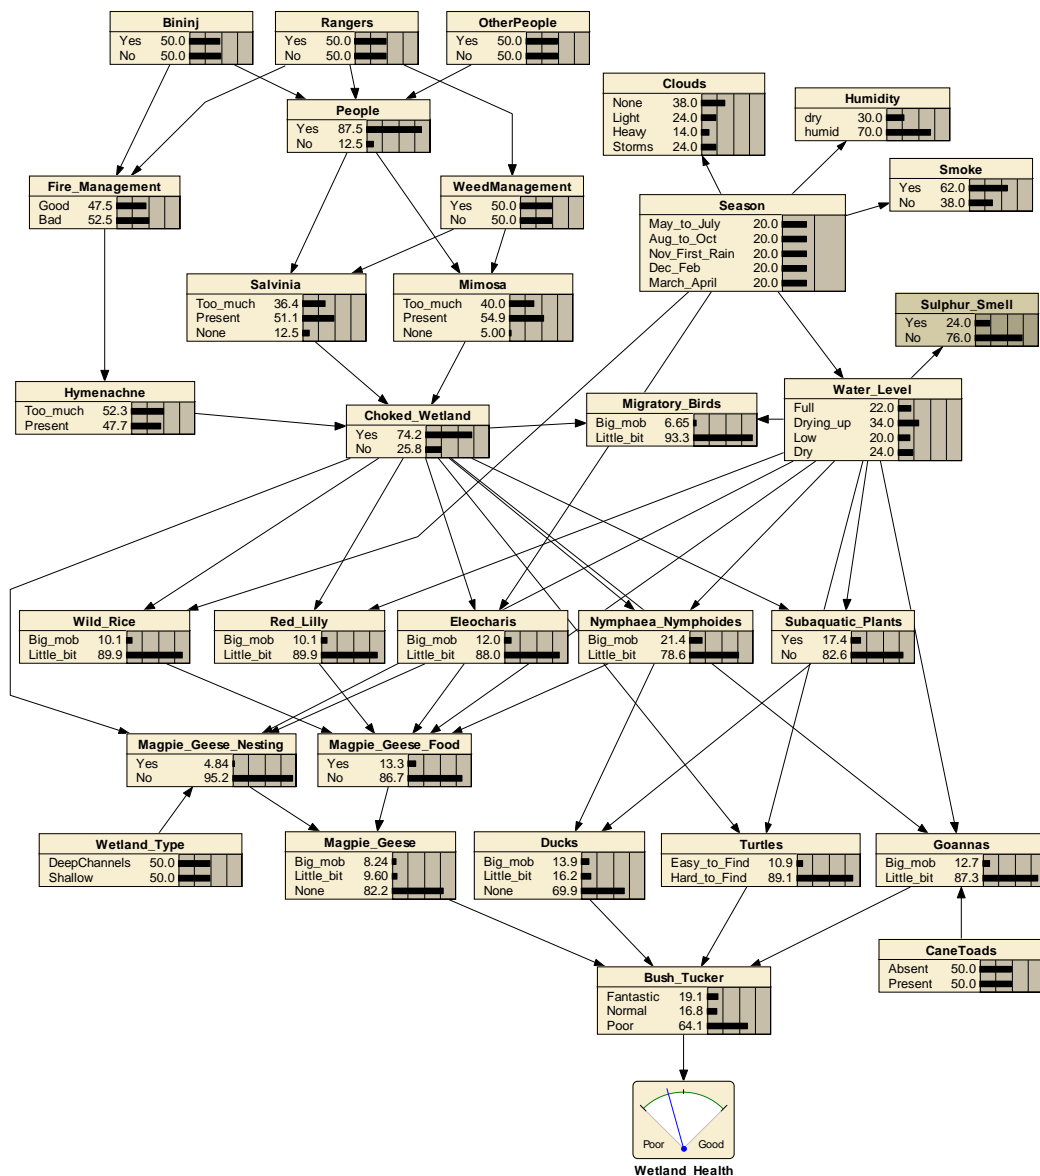 Bininj
Yes 50.0
No 50.0
Rangers
Yes 50.0
No 50.0
OtherPeople
Yes 50.0
No 50.0
People
Yes 87.5
No 12.5
Clouds
None 38.0
Light 24.0
Heavy 14.0
Storms 24.0
Humidity
dry 30.0
humid 70.0
Smoke
Yes 62.0
No 38.0
Fire_Management
Good 47.5
Bad 52.5
WeedManagement
Yes 50.0
No 50.0
Season
May_to_July 20.0
Aug_to_Oct 20.0
Nov_First_Rain 20.0
Dec_Feb 20.0
March_April 20.0
Salvinia
Too_much 36.4
Present 51.1
None 12.5
Mimosa
Too_much 40.0
Present 54.9
None 5.00
Sulphur_Smell
Yes 24.0
No 76.0
Hymenachne
Too_much 52.3
Present 47.7
Choked_Wetland
Yes 74.2
No 25.8
Migratory_Birds
Big_mob 6.65
Little_bit 93.3
Water_Level
Full 22.0
Drying_up 34.0
Low 20.0
Dry 24.0
Wild_Rice
Big_mob 10.1
Little_bit 89.9
Red_Lilly
Big_mob 10.1
Little_bit 89.9
Eleocharis
Big_mob 12.0
Little_bit 88.0
Nymphaea_Nymphoides
Big_mob 21.4
Little_bit 78.6
Subaquatic_Plants
Yes 17.4
No 82.6
Magpie_Geese_Nesting
Yes 4.84
No 95.2
Magpie_Geese_Food
Yes 13.3
No 86.7
Wetland_Type
DeepChannels 50.0
Shallow 50.0
Magpie_Geese
Big_mob 8.24
Little_bit 9.60
None 82.2
Ducks
Big_mob 13.9
Little_bit 16.2
None 69.9
Turtles
Easy_to_Find 10.9
Hard_to_Find 89.1
Goannas
Big_mob 12.7
Little_bit 87.3
CaneToads
Absent 50.0
Present 50.0
Bush_Tucker
Fantastic 19.1
Normal 16.8
Poor 64.1
Poor Good
Wetland_Health